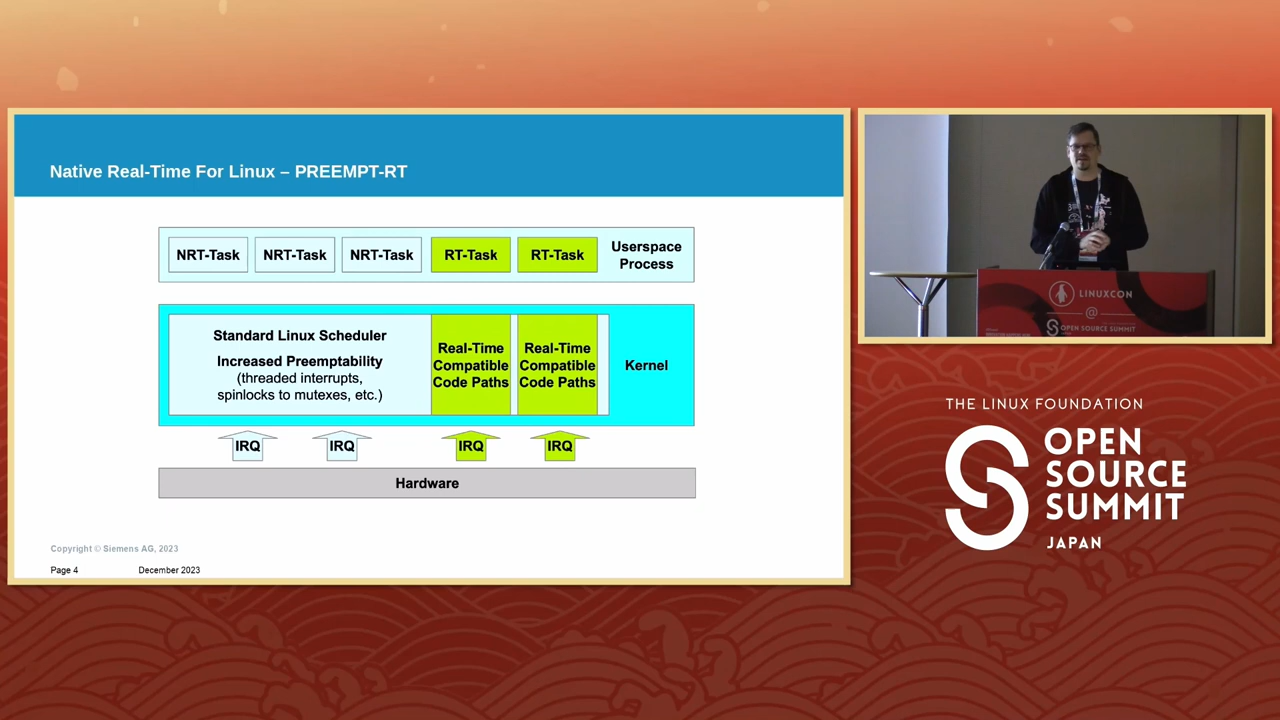 Native Real-Time For Linux – PREEMPT-RT
NRT-Task
NRT-Task
NRT-Task
RT-Task
RT-Task
Userspace
Process
Standard Linux Scheduler
Increased Preemptability
(threaded interrupts,
spinlocks to mutexes, etc.)
Real-Time
Compatible
Code Paths
Real-Time
Compatible
Code Paths
Kernel
IRQ
IRQ
IRQ
IRQ
Hardware
Copyright © Siemens AG, 2023
Page 4
December 2023
LINUXCON
@
OPEN SOURCE SUMMIT
THE LINUX FOUNDATION
OPEN
SOURCE
SUMMIT
JAPAN